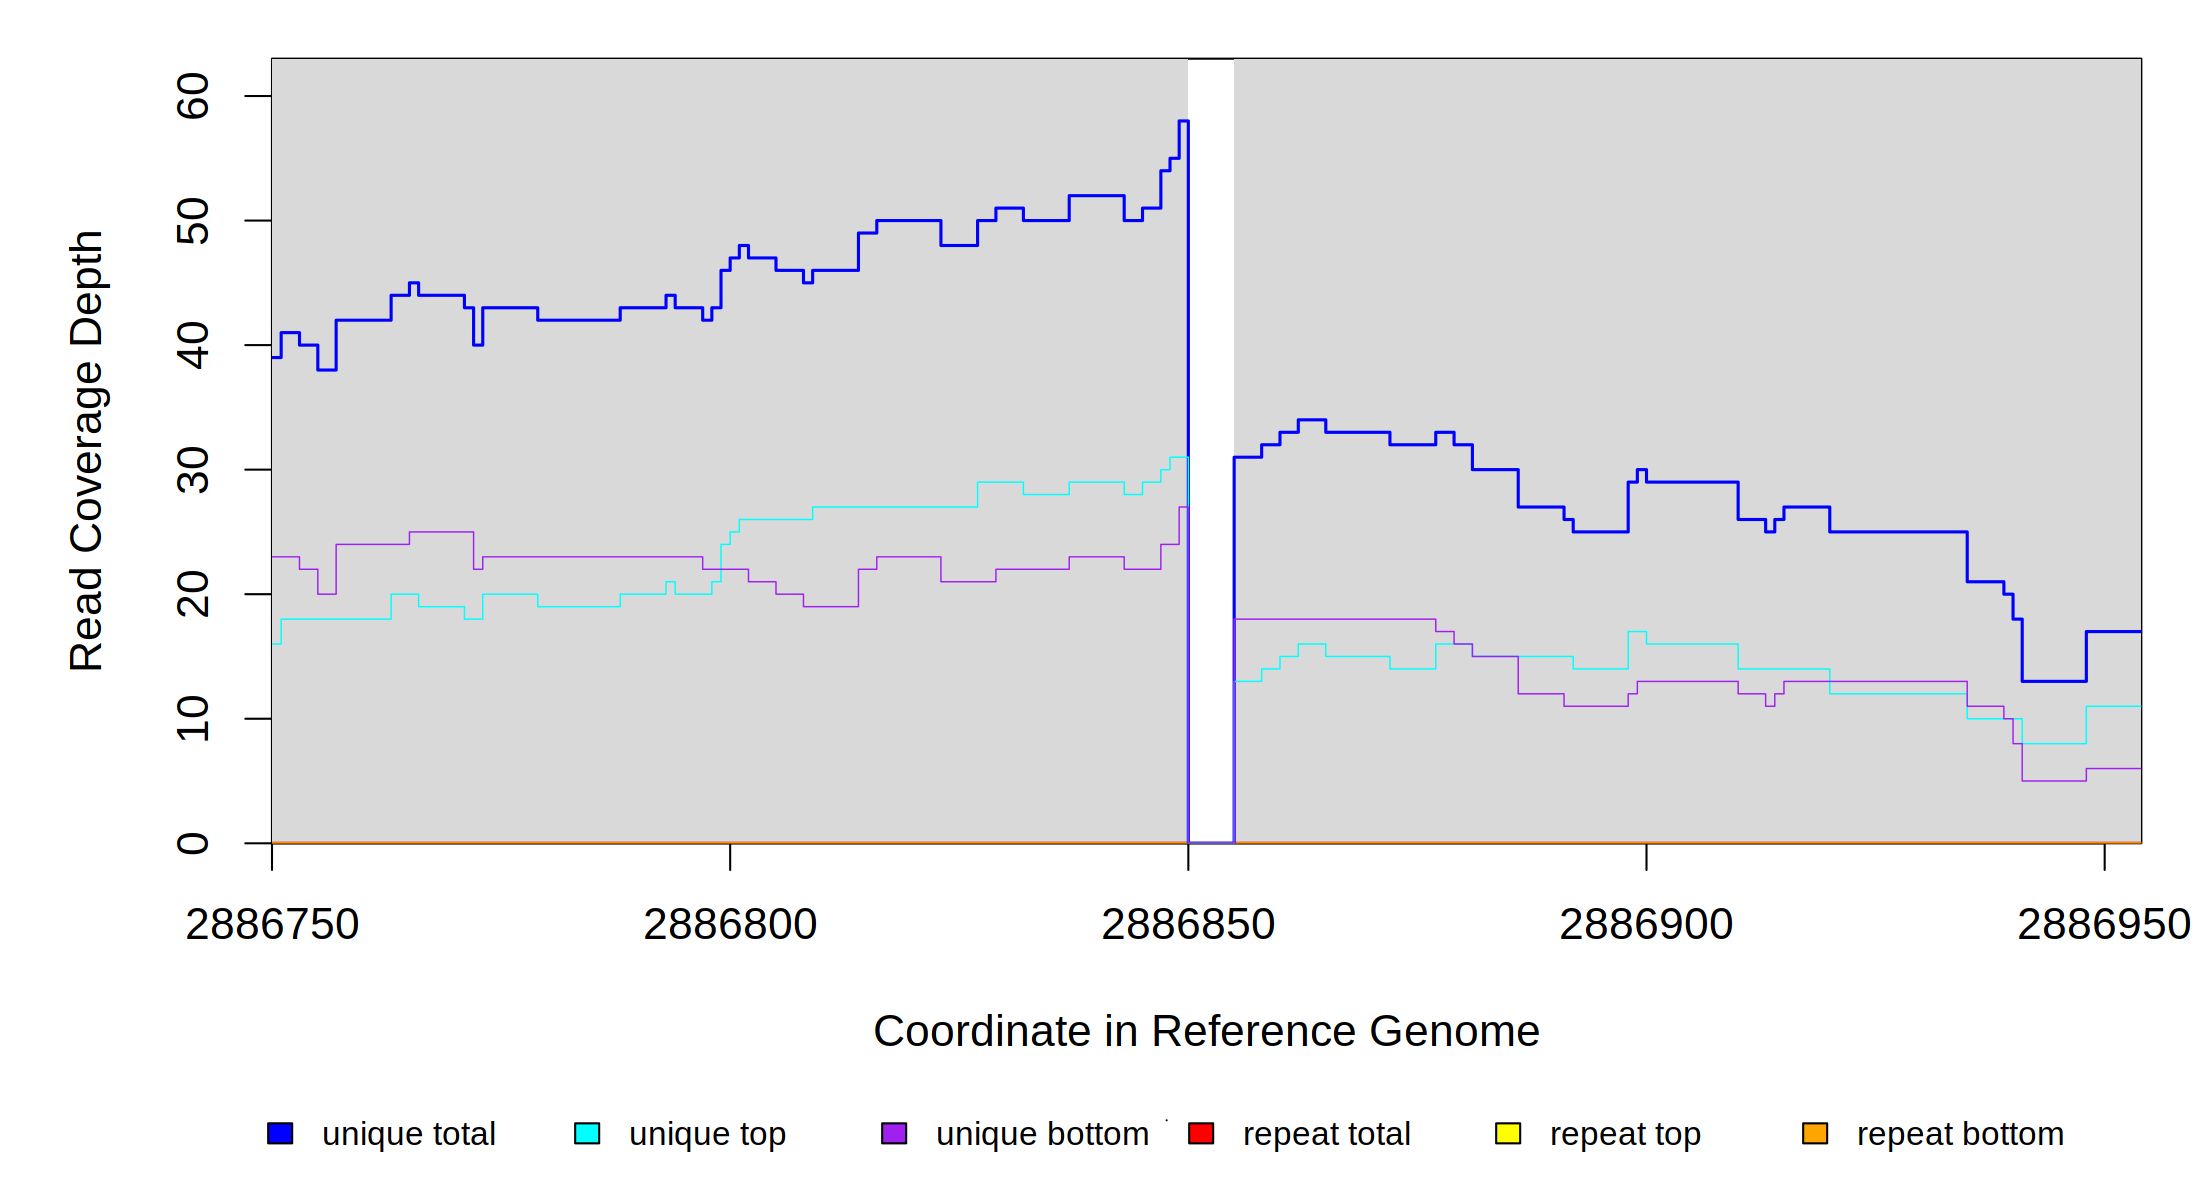 Read Coverage Depth
60
50
40
30
20
10
0
2886750 2886800 2886850 2886900 2886950
Coordinate in Reference Genome
unique total unique top unique bottom repeat total repeat top repeat bottom